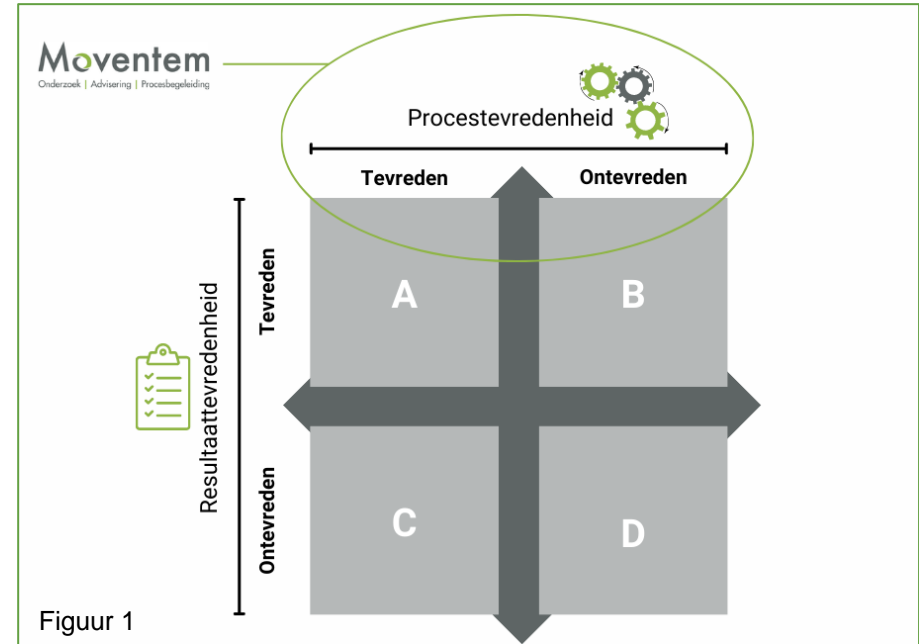 Moventem
Onderzoek | Advisering | Procesbegeleiding
Procestevredenheid
Tevreden
Ontevreden
Resultaattevredenheid
Tevreden
Ontevreden
A
B
C
D
Figuur 1